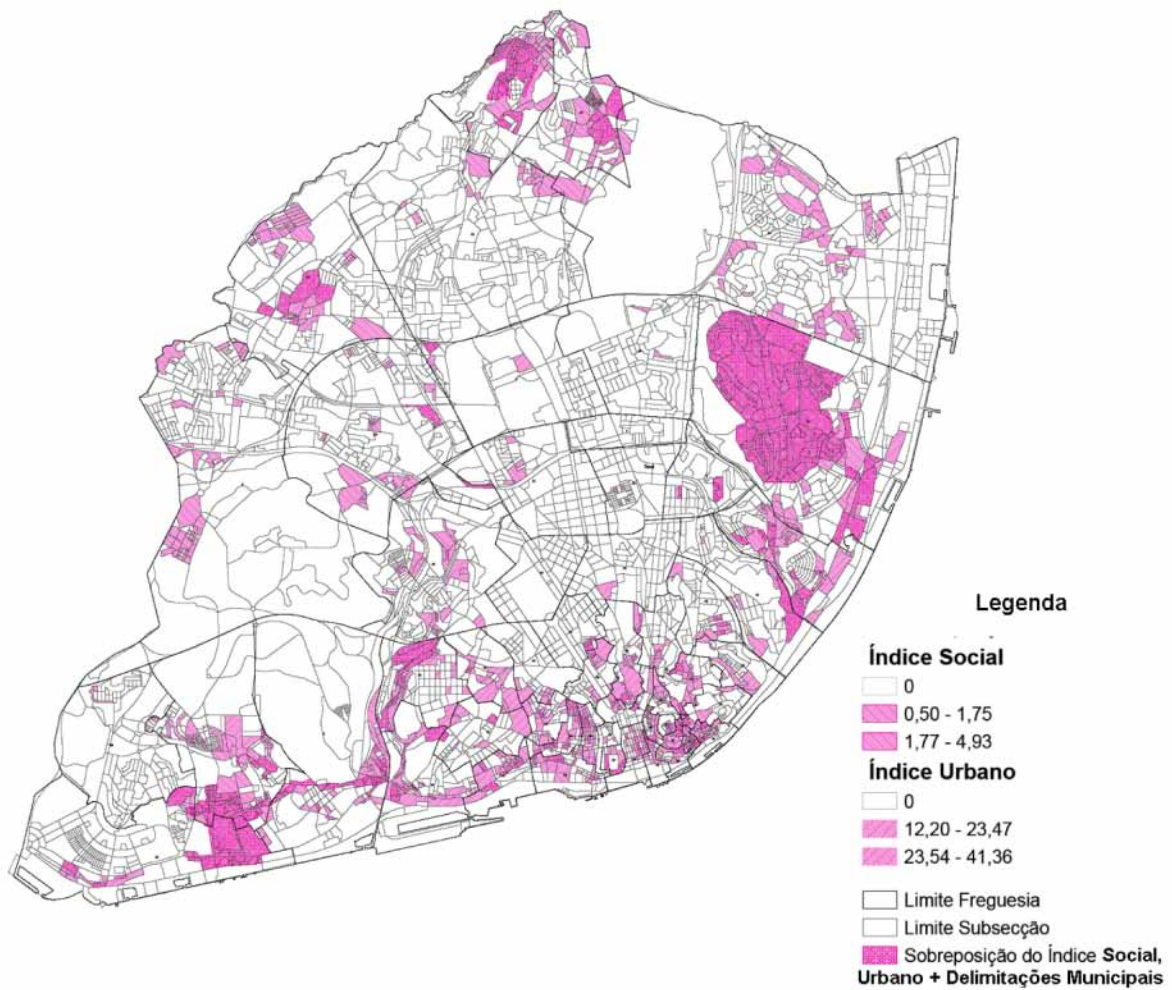 Legenda
Índice Social
0
0,50 - 1,75
1,77 - 4,93
Índice Urbano
0
12,20 - 23,47
23,54 - 41,36
Limite Freguesia
Limite Subsecção
Sobreposição do Índice Social,
Urbano + Delimitações Municipais